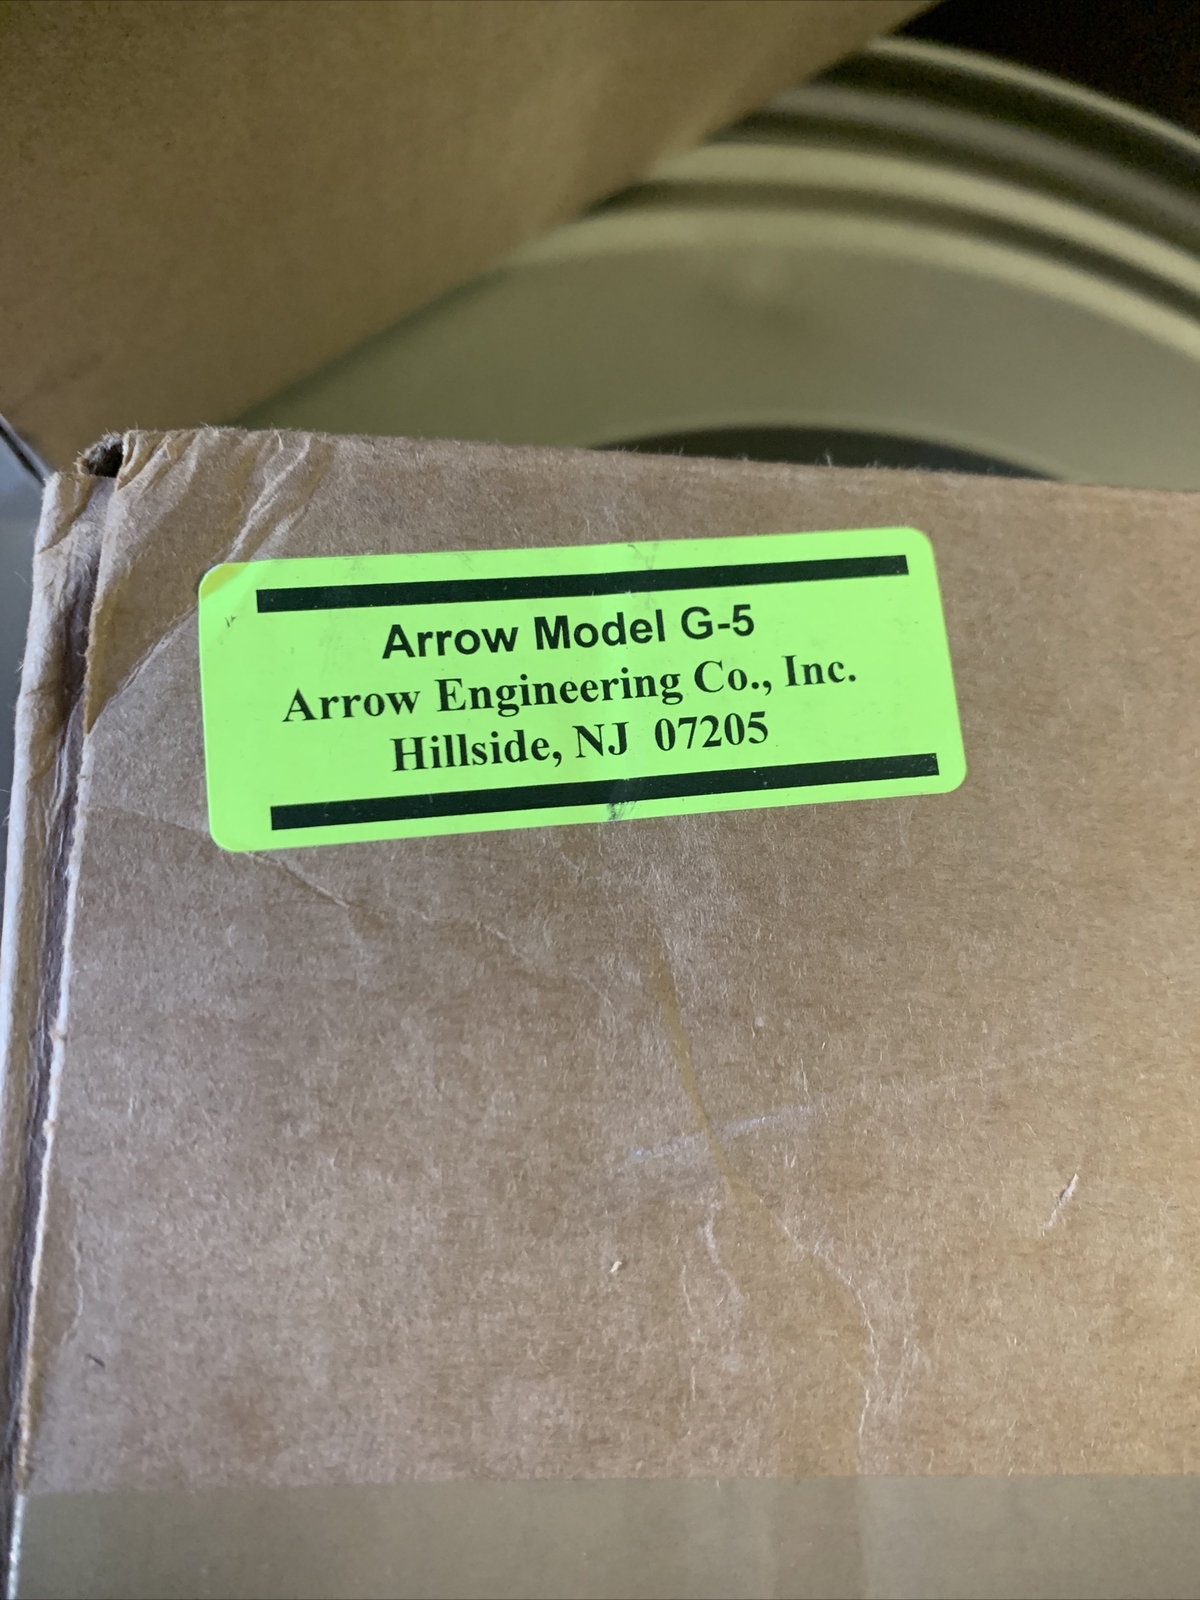 Arrow Model G-5
Arrow Engineering Co., Inc.
Hillside, NJ 07205